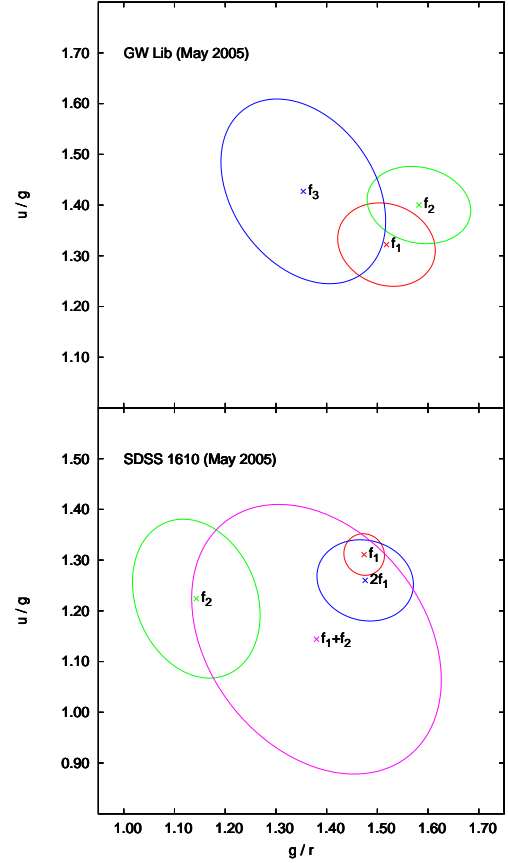 GW Lib (May 2005)
1.70
1.60
1.50
1.40
1.30
1.20
1.10
u / g
f3
f2
f1
SDSS 1610 (May 2005)
1.50
1.40
1.30
1.20
1.10
1.00
0.90
u / g
f1
2f1
f2
f1+f2
1.00 1.10 1.20 1.30 1.40 1.50 1.60 1.70
g / r